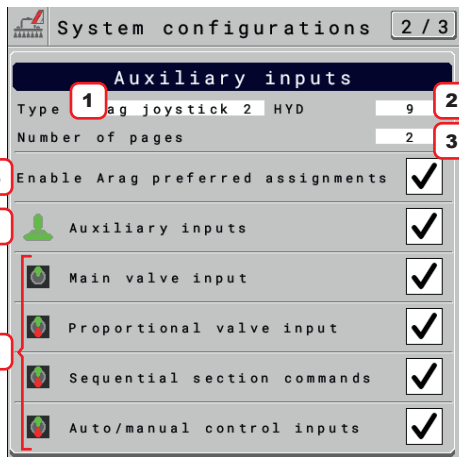 System configurations 2/3
Auxiliary inputs
Type 1 ag joystick 2 HYD 9 2
Number of pages 2 3
Enable Arag preferred assignments
Auxiliary inputs
Main valve input
Proportional valve input
Sequential section commands
Auto/manual control inputs